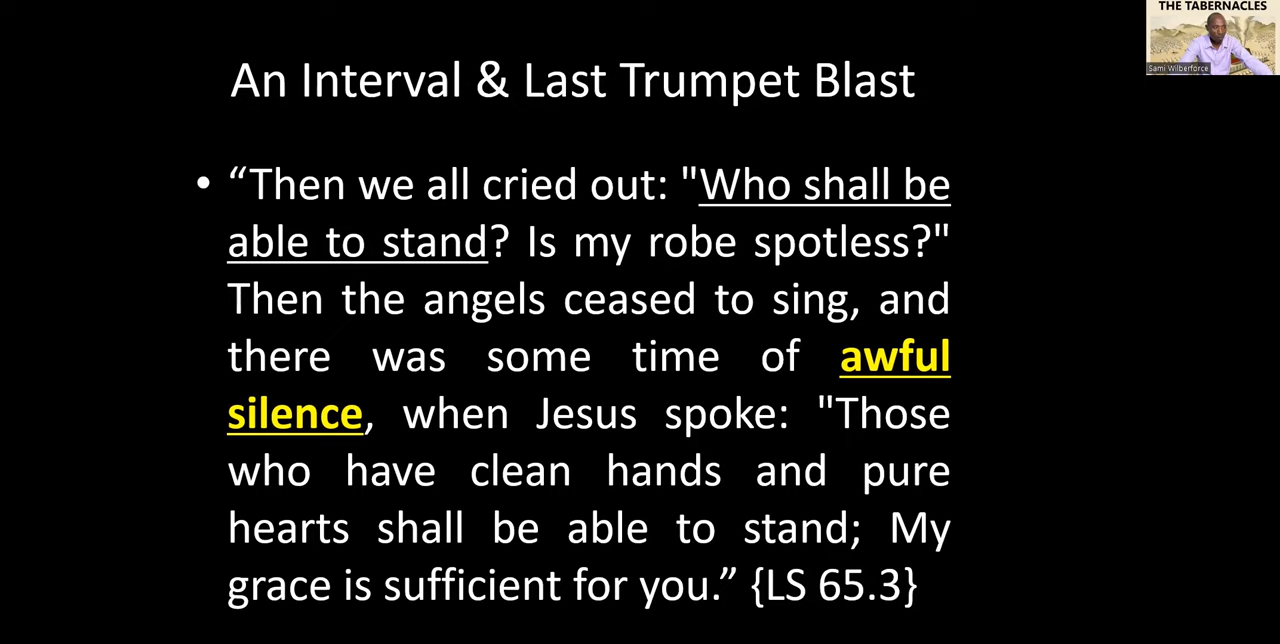 THE TABERNACLES
Sami Wilberforce
An Interval & Last Trumpet Blast
• “Then we all cried out: "Who shall be
able to stand? Is my robe spotless?"
Then the angels ceased to sing, and
there was some time of awful
silence, when Jesus spoke: "Those
who have clean hands and pure
hearts shall be able to stand; My
grace is sufficient for you.” {LS 65.3}